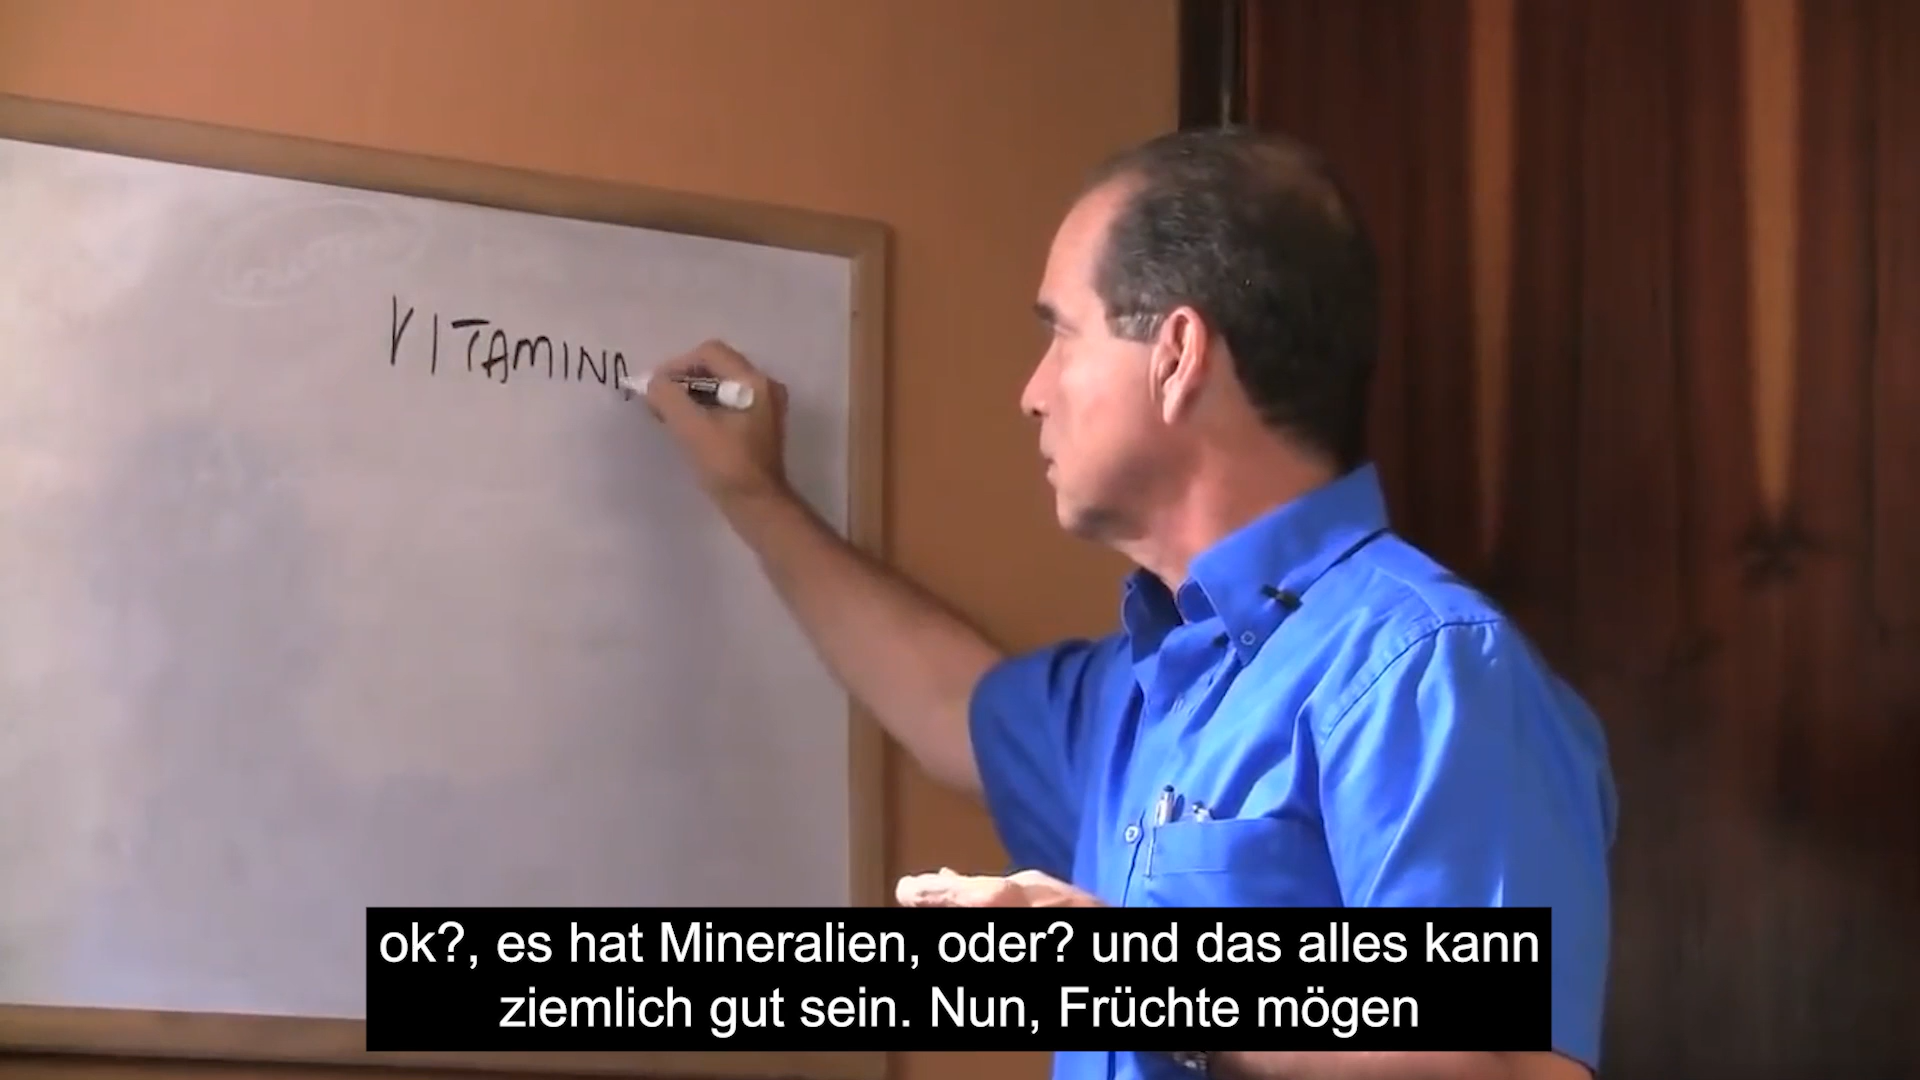 VITAMINA
ok?, es hat Mineralien, oder? und das alles kann
ziemlich gut sein. Nun, Früchte mögen